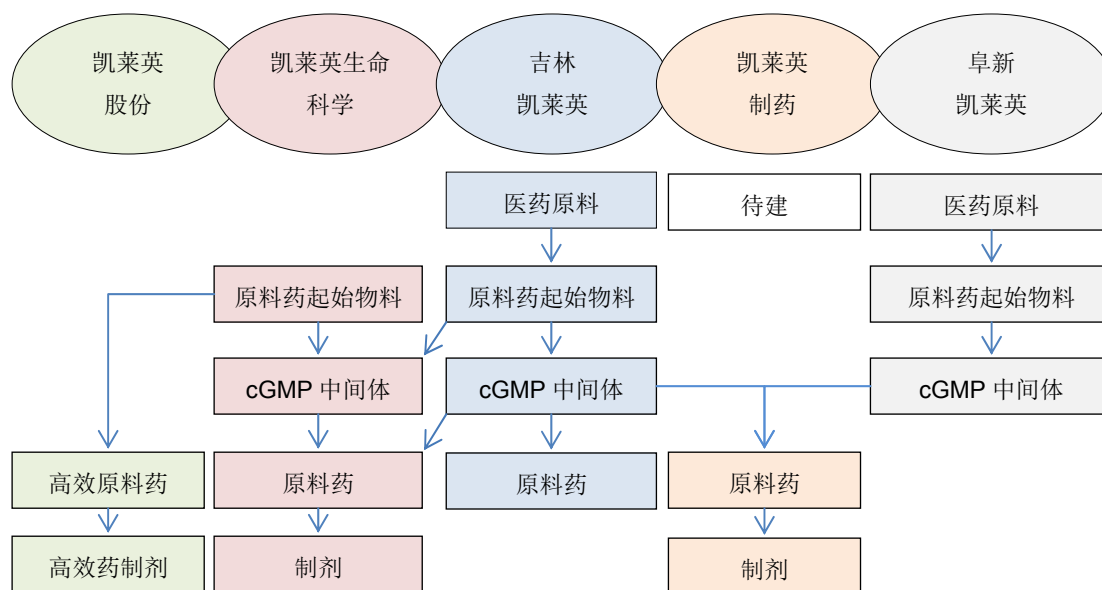 凯莱英
股份
凯莱英生命
科学
吉林
凯莱英
凯莱英
制药
阜新
凯莱英
医药原料
待建
医药原料
原料药起始物料
原料药起始物料
原料药起始物料
cGMP 中间体
cGMP 中间体
cGMP 中间体
高效原料药
原料药
原料药
原料药
高效药制剂
制剂
制剂